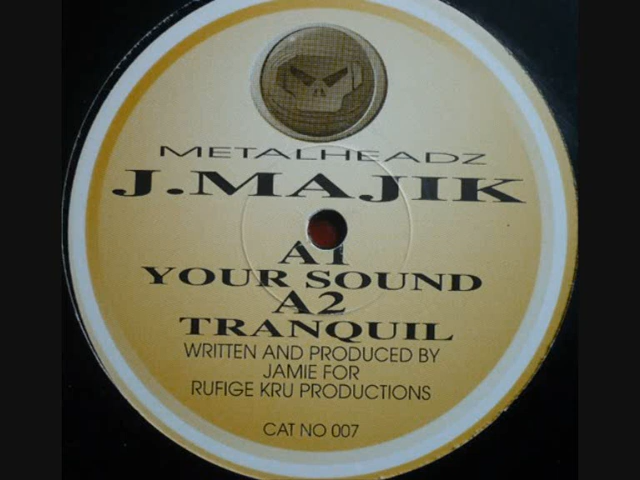 METALHEADZ
J.MAJIK
A1
YOUR SOUND
A2
TRANQUIL
WRITTEN AND PRODUCED BY
JAMIE FOR
RUFIGE KRU PRODUCTIONS
CAT NO 007